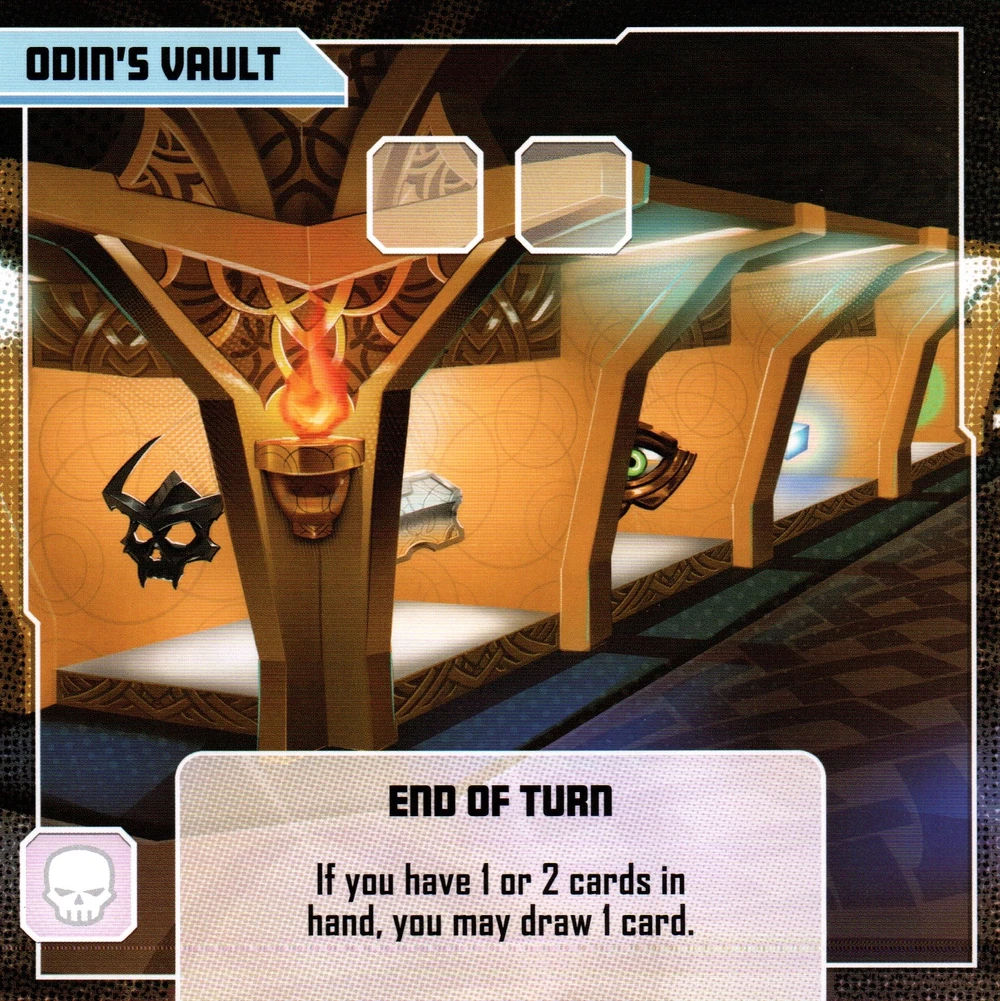 ODIN'S VAULT
END OF TURN
If you have 1 or 2 cards in
hand, you may draw 1 card.